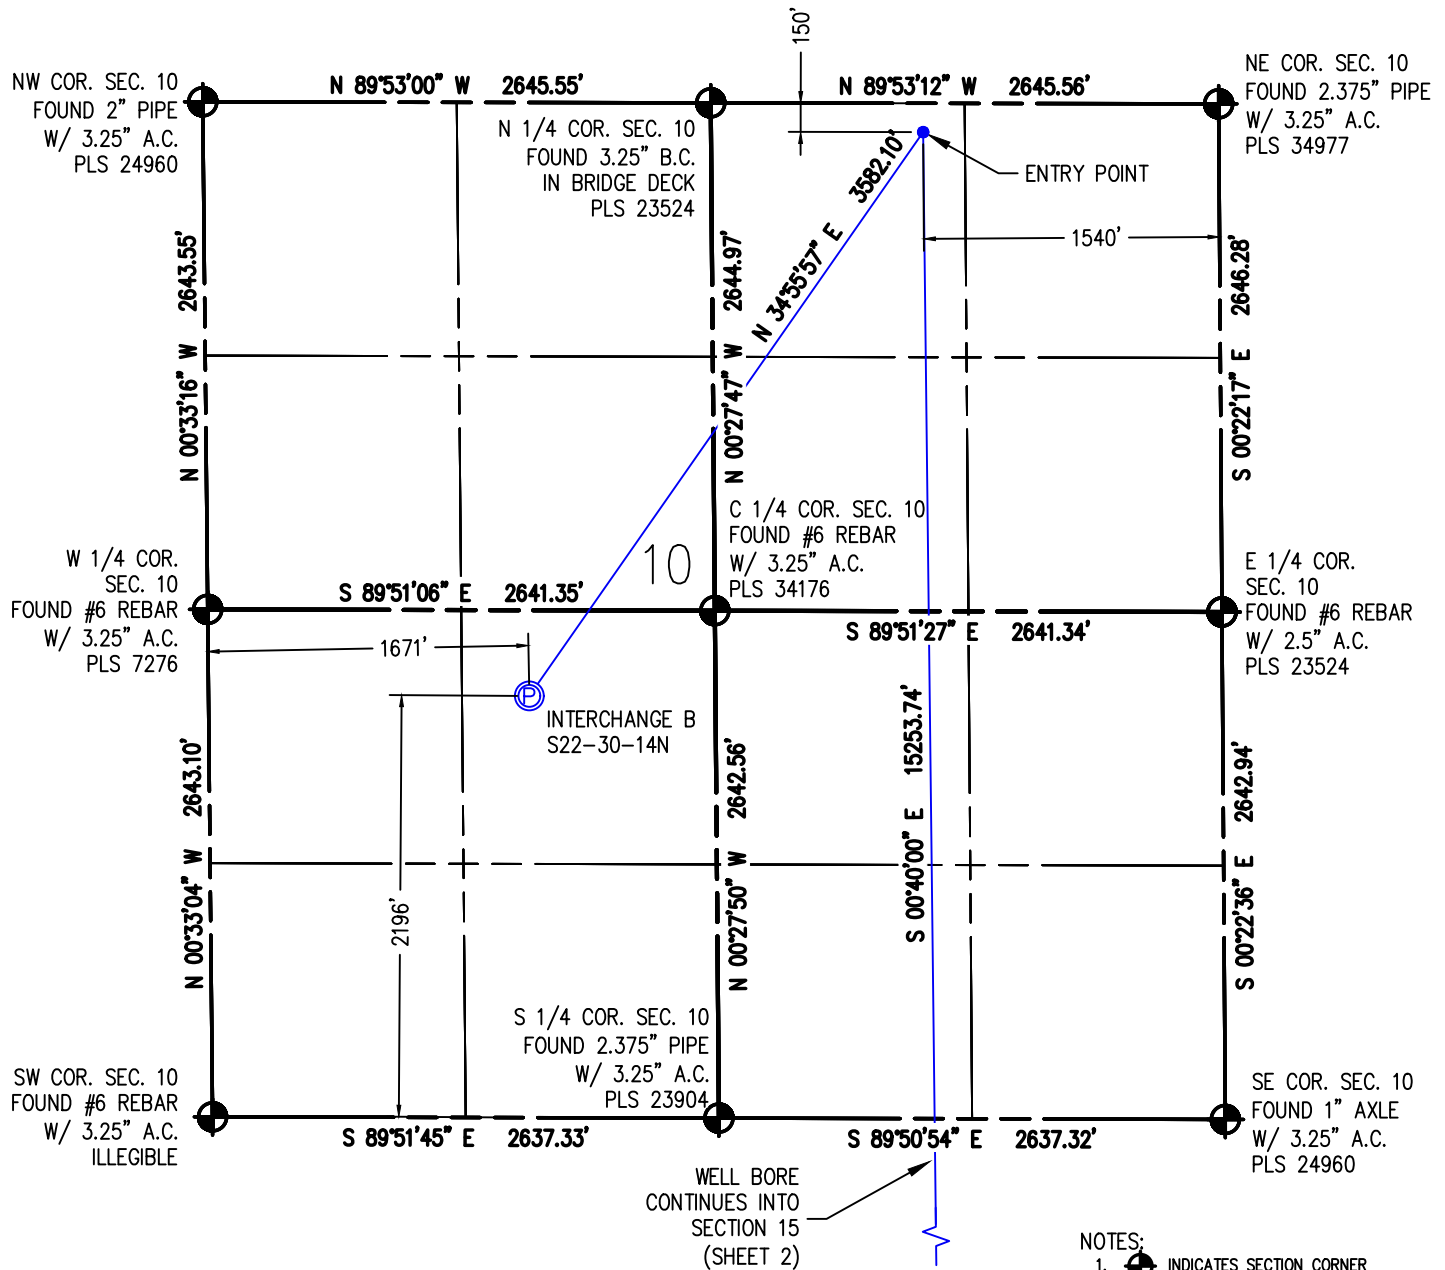 150'
N 89°53'00" W 2645.55'
N 89°53'12" W 2645.56'
NW COR. SEC. 10
FOUND 2" PIPE
W/ 3.25" A.C.
PLS 24960
N 1/4 COR. SEC. 10
FOUND 3.25" B.C.
IN BRIDGE DECK
PLS 23524
NE COR. SEC. 10
FOUND 2.375" PIPE
W/ 3.25" A.C.
PLS 34977
ENTRY POINT
1540'
N 34°55'57" E 3582.10'
N 00°33'16" W 2643.55'
N 00°27'47" W 2644.97'
S 00°22'17" E 2646.28'
10
C 1/4 COR. SEC. 10
FOUND #6 REBAR
W/ 3.25" A.C.
PLS 34176
W 1/4 COR.
SEC. 10
FOUND #6 REBAR
W/ 3.25" A.C.
PLS 7276
S 89°51'06" E 2641.35'
S 89°51'27" E 2641.34'
E 1/4 COR.
SEC. 10
FOUND #6 REBAR
W/ 2.5" A.C.
PLS 23524
1671'
P
INTERCHANGE B
S22-30-14N
2196'
N 00°33'04" W 2643.10'
N 00°27'50" W 2642.56'
S 00°40'00" E 15253.74'
S 00°22'36" E 2642.94'
S 1/4 COR. SEC. 10
FOUND 2.375" PIPE
W/ 3.25" A.C.
PLS 23904
SW COR. SEC. 10
FOUND #6 REBAR
W/ 3.25" A.C.
ILLEGIBLE
S 89°51'45" E 2637.33'
S 89°50'54" E 2637.32'
SE COR. SEC. 10
FOUND 1" AXLE
W/ 3.25" A.C.
PLS 24960
WELL BORE
CONTINUES INTO
SECTION 15
(SHEET 2)
NOTES:
1. INDICATES SECTION CORNER